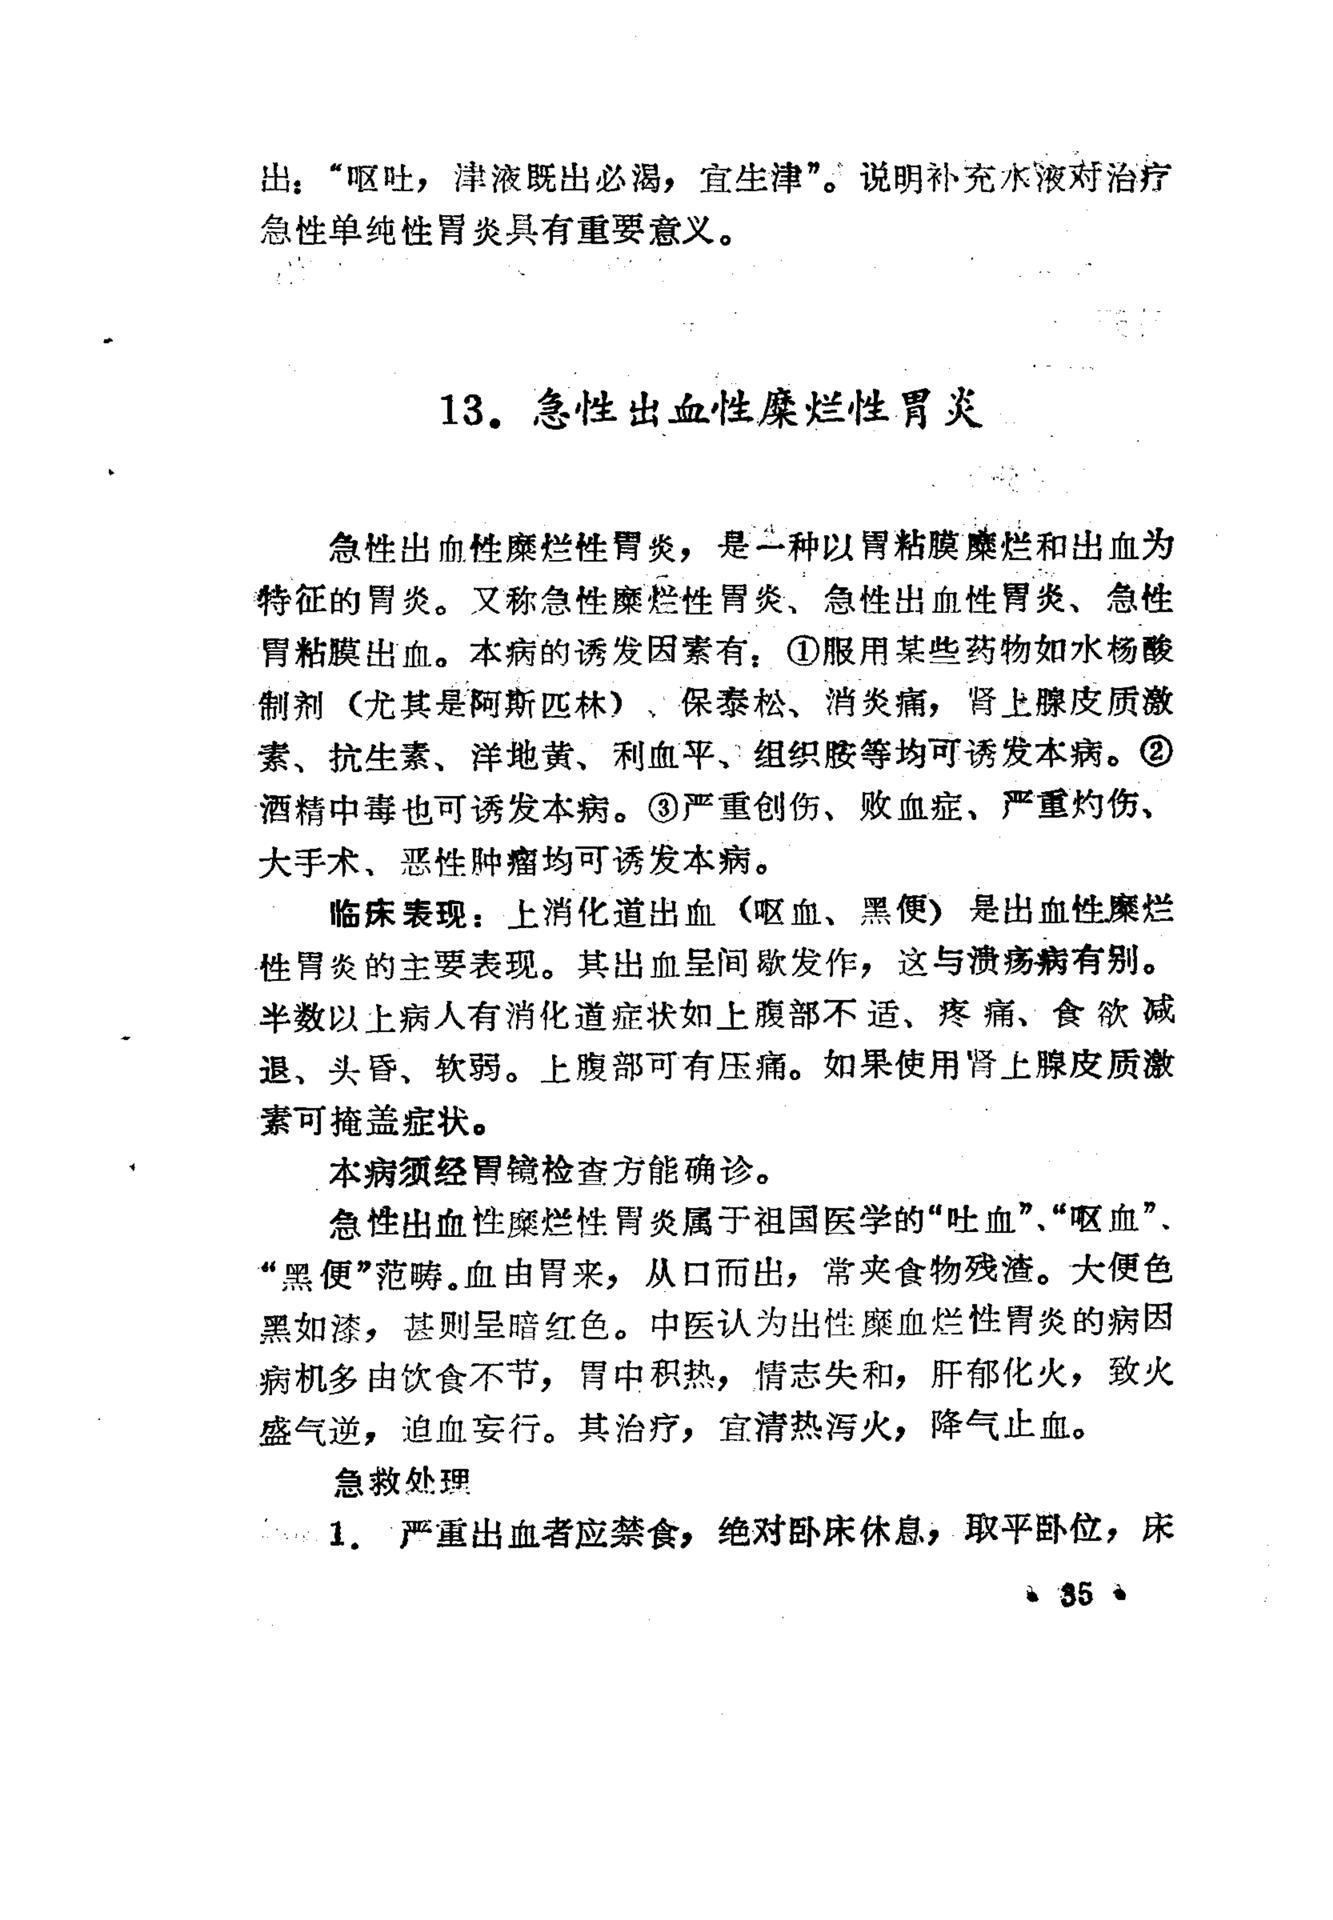 出：“呕吐，津液既出必渴，宜生津”。说明补充水液对治疗
急性单纯性胃炎具有重要意义。
13．急性出血性糜烂性胃炎
急性出血性糜烂性胃炎，是一种以胃粘膜糜烂和出血为
特征的胃炎。又称急性糜烂性胃炎、急性出血性胃炎、急性
胃粘膜出血。本病的诱发因素有：①服用某些药物如水杨酸
制剂（尤其是阿斯匹林）、保泰松、消炎痛，肾上腺皮质激
素、抗生素、洋地黄、利血平、组织胺等均可诱发本病。②
酒精中毒也可诱发本病。③严重创伤、败血症、严重灼伤、
大手术、恶性肿瘤均可诱发本病。
临床表现：上消化道出血（呕血、黑便）是出血性糜烂
性胃炎的主要表现。其出血呈间歇发作，这与溃疡病有别。
半数以上病人有消化道症状如上腹部不适、疼痛、食欲减
退、头昏、软弱。上腹部可有压痛。如果使用肾上腺皮质激
素可掩盖症状。
本病须经胃镜检查方能确诊。
急性出血性糜烂性胃炎属于祖国医学的“吐血”、“呕血”、
“黑便”范畴。血由胃来，从口而出，常夹食物残渣。大便色
黑如漆，甚则呈暗红色。中医认为出性糜血烂性胃炎的病因
病机多由饮食不节，胃中积热，情志失和，肝郁化火，致火
盛气逆，迫血妄行。其治疗，宜清热泻火，降气止血。
急救处理
1．严重出血者应禁食，绝对卧床休息，取平卧位，床
• 35 •